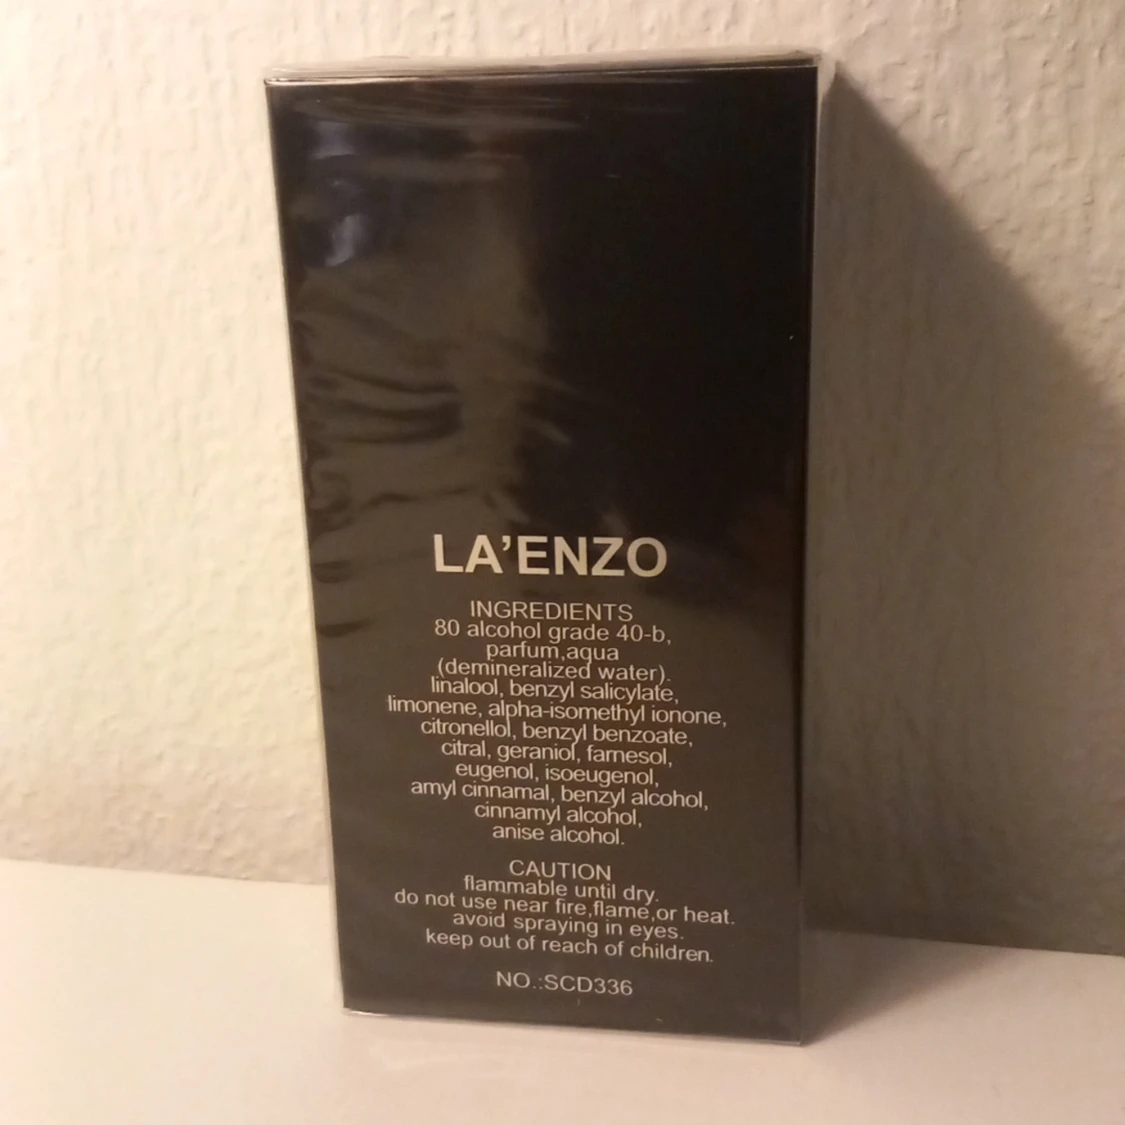 LA’ENZO
INGREDIENTS
80 alcohol grade 40-b,
parfum,aqua
(demineralized water).
linalool, benzyl salicylate,
limonene, alpha-isomethyl ionone,
citronellol, benzyl benzoate,
citral, geraniol, farnesol,
eugenol, isoeugenol,
amyl cinnamal, benzyl alcohol,
cinnamyl alcohol,
anise alcohol.
CAUTION
flammable until dry.
do not use near fire,flame,or heat.
avoid spraying in eyes.
keep out of reach of children.
NO.:SCD336